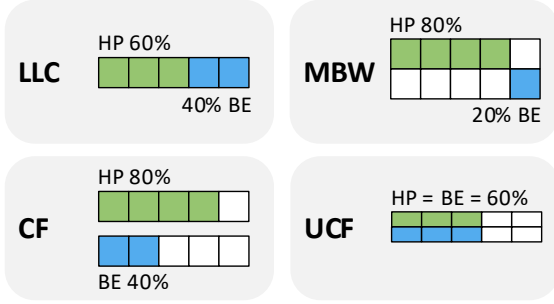 HP 60%
LLC
40% BE
HP 80%
MBW
20% BE
HP 80%
CF
BE 40%
HP = BE = 60%
UCF